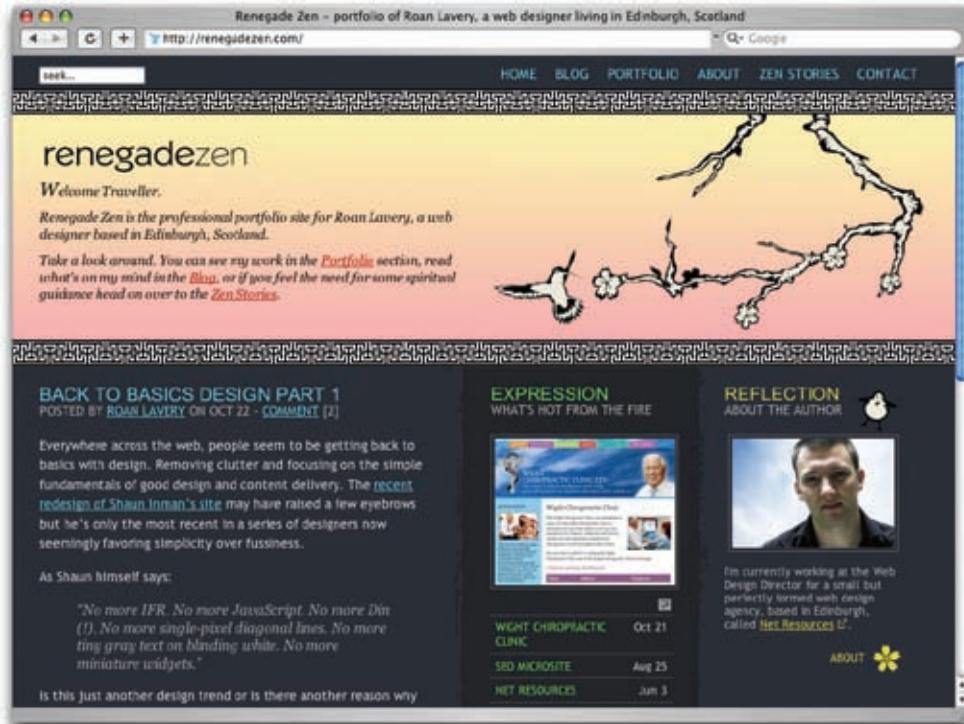 Renegade Zen – portfolio of Roan Lavery, a web designer living in Edinburgh, Scotland
http://renegadezen.com/
Google
seek...
HOME BLOG PORTFOLIO ABOUT ZEN STORIES CONTACT
renegadezen
Welcome Traveller.
Renegade Zen is the professional portfolio site for Roan Lavery, a web
designer based in Edinburgh, Scotland.
Take a look around. You can see my work in the Portfolio section, read
what's on my mind in the Blog, or if you feel the need for some spiritual
guidance head on over to the Zen Stories.
BACK TO BASICS DESIGN PART 1
POSTED BY ROAN LAVERY ON OCT 22 - COMMENT [2]
Everywhere across the web, people seem to be getting back to
basics with design. Removing clutter and focusing on the simple
fundamentals of good design and content delivery. The recent
redesign of Shaun Inman's site may have raised a few eyebrows
but he's only the most recent in a series of designers now
seemingly favoring simplicity over fussiness.
As Shaun himself says:
"No more IFR. No more JavaScript. No more Din
(!). No more single-pixel diagonal lines. No more
tiny gray text on blinding white. No more
miniature widgets."
Is this just another design trend or is there another reason why
EXPRESSION
WHAT'S HOT FROM THE FIRE
WIGHT
CHIROPRACTIC CLINIC
Wight Chiropractic Clinic
WIGHT CHIROPRACTIC Oct 21
CLINIC
SEO MICROSITE Aug 25
NET RESOURCES Jun 3
REFLECTION
ABOUT THE AUTHOR
I'm currently working as the Web
Design Director for a small but
perfectly formed web design
agency, based in Edinburgh,
called Net Resources.
ABOUT